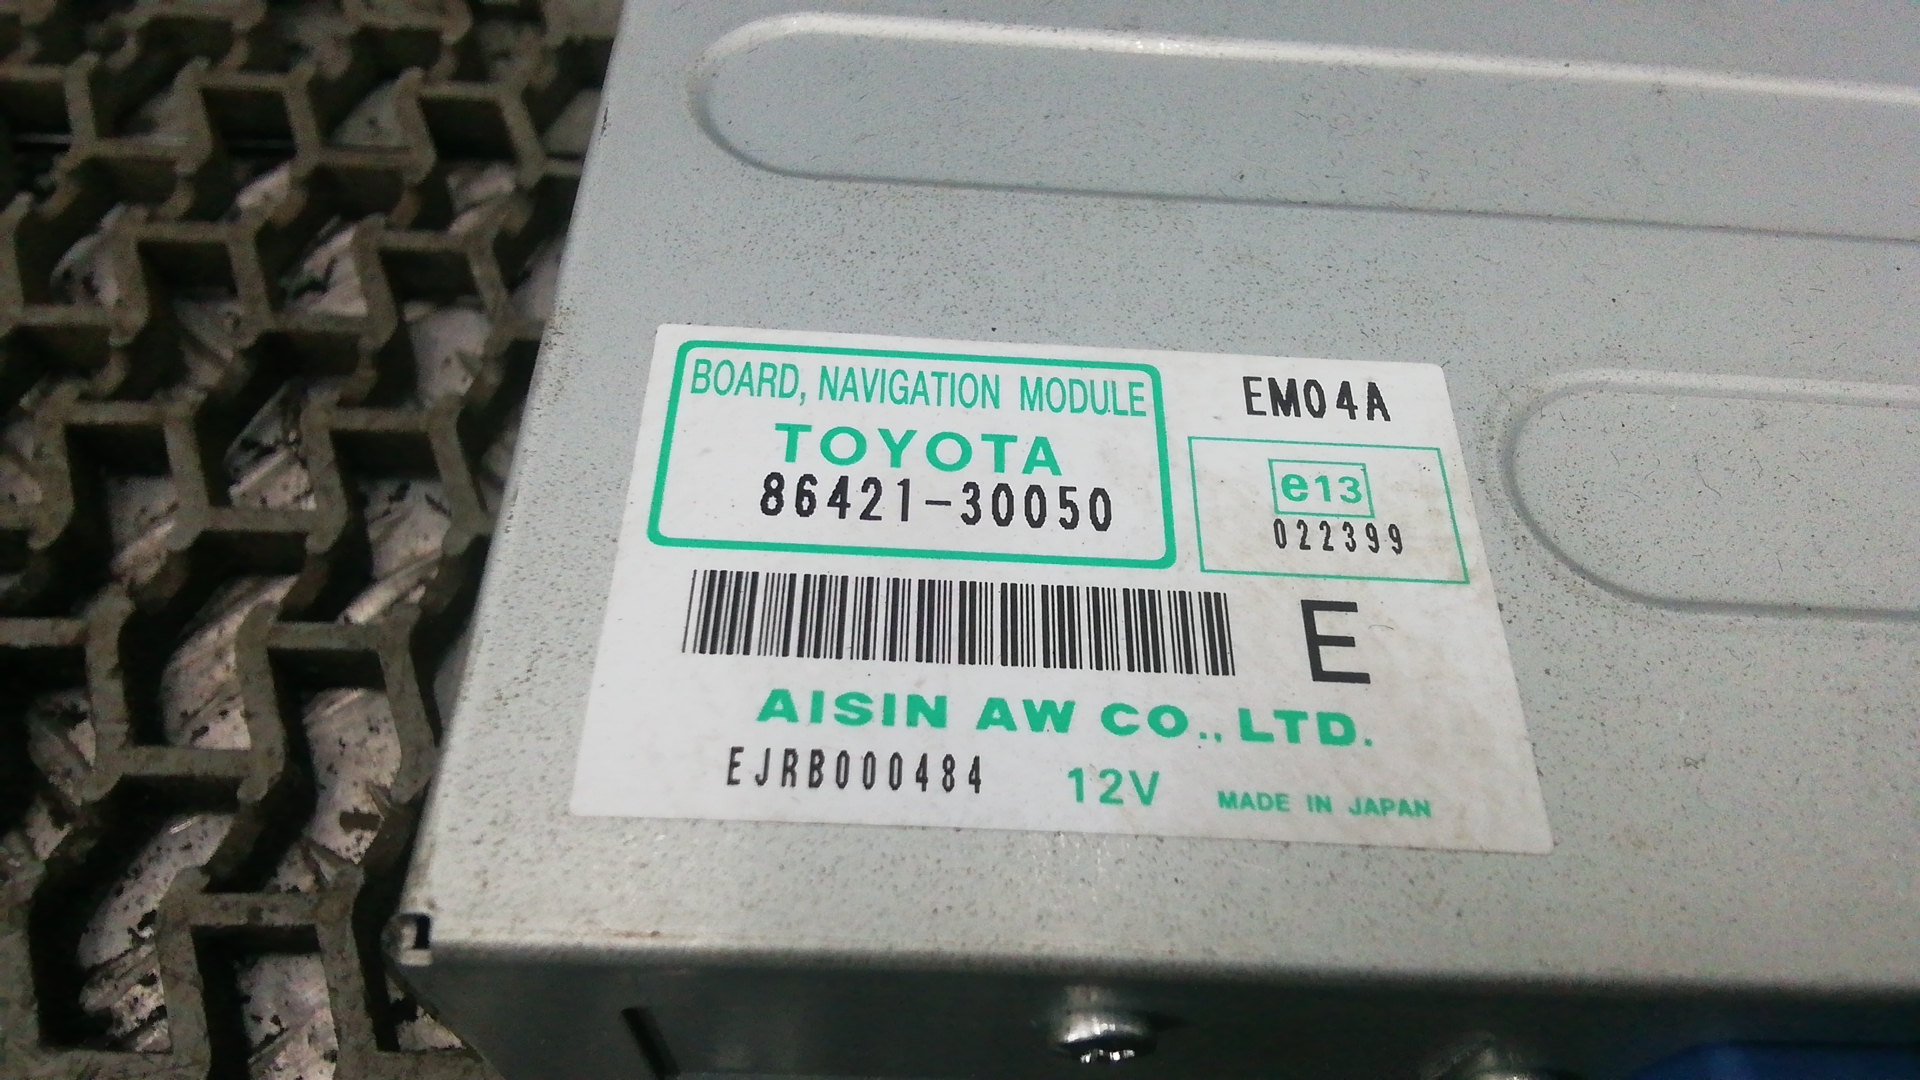 BOARD, NAVIGATION MODULE
TOYOTA
86421-30050
EM04A
e13
022399
E
AISIN AW CO., LTD.
EJRB000484 12V MADE IN JAPAN